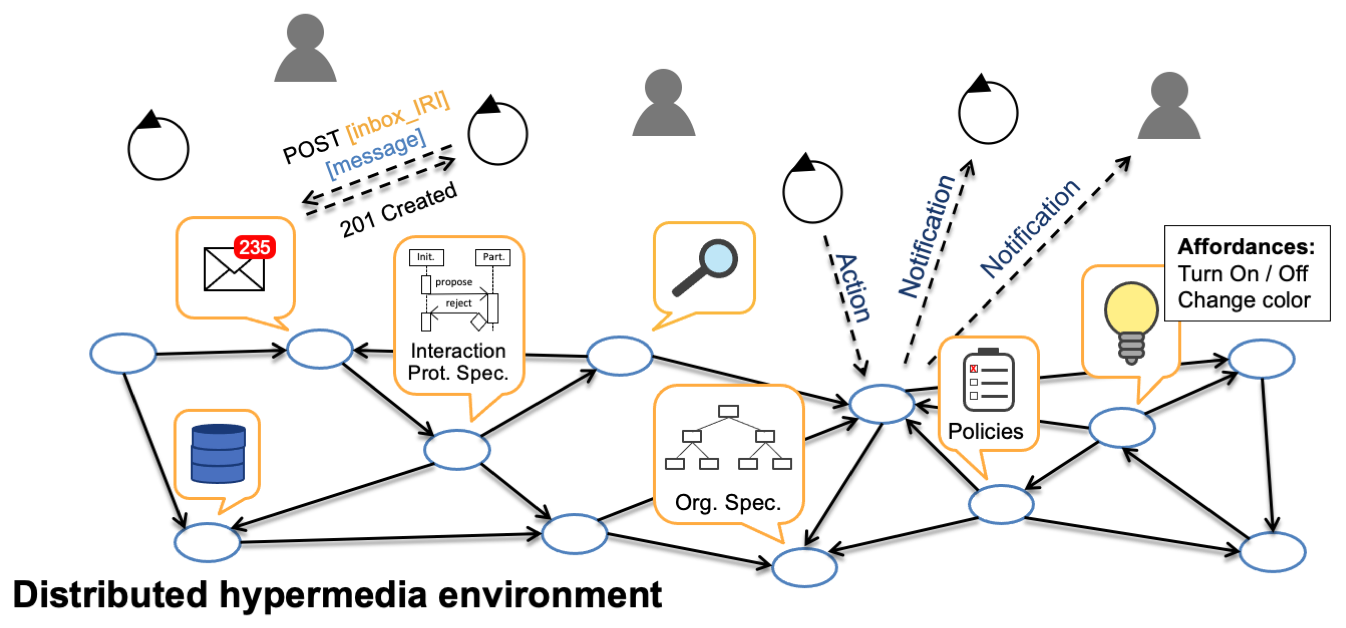 POST [inbox_IRI]
[message]
201 Created
235
Init.
Part.
propose
reject
Interaction
Prot. Spec.
Action
Notification
Notification
Affordances:
Turn On / Off
Change color
x
Policies
Org. Spec.
Distributed hypermedia environment